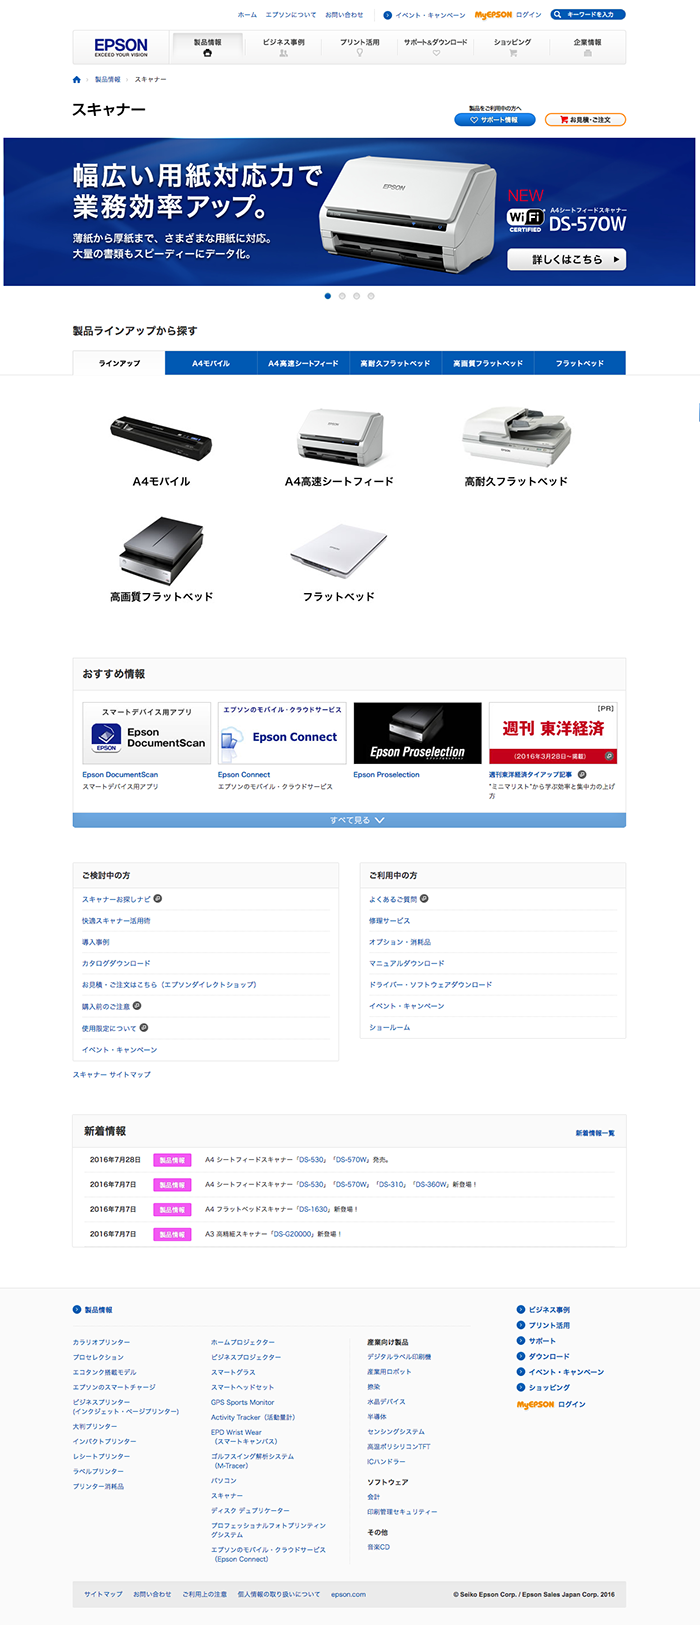 ホーム エプソンについて お問い合わせ イベント・キャンペーン MyEPSON ログイン キーワードを入力
EPSON
EXCEED YOUR VISION
製品情報 ビジネス事例 プリント活用 サポート&ダウンロード ショッピング 企業情報
製品情報 スキャナー
スキャナー
製品をご利用中の方へ
サポート情報 お見積・ご注文
幅広い用紙対応力で
業務効率アップ。
薄紙から厚紙まで、さまざまな用紙に対応。
大量の書類もスピーディーにデータ化。
EPSON
NEW
Wi Fi
CERTIFIED
A4シートフィードスキャナー
DS-570W
詳しくはこちら
製品ラインアップから探す
ラインアップ A4モバイル A4高速シートフィード 高耐久フラットベッド 高画質フラットベッド フラットベッド
A4モバイル A4高速シートフィード 高耐久フラットベッド
高画質フラットベッド フラットベッド
おすすめ情報
スマートデバイス用アプリ
EPSON
Epson
DocumentScan
エプソンのモバイル・クラウドサービス
Epson Connect
Epson Proselection
【PR】
週刊 東洋経済
(2016年3月28日〜掲載)
Epson DocumentScan
スマートデバイス用アプリ
Epson Connect
エプソンのモバイル・クラウドサービス
Epson Proselection
週刊東洋経済タイアップ記事
"ミニマリスト"から学ぶ効率と集中力の上げ
方
すべて見る
ご検討中の方
スキャナーお探しナビ
快適スキャナー活用術
導入事例
カタログダウンロード
お見積・ご注文はこちら（エプソンダイレクトショップ）
購入前のご注意
使用限定について
イベント・キャンペーン
ご利用中の方
よくあるご質問
修理サービス
オプション・消耗品
マニュアルダウンロード
ドライバー・ソフトウェアダウンロード
イベント・キャンペーン
ショールーム
スキャナー サイトマップ
新着情報
新着情報一覧
2016年7月28日 製品情報 A4 シートフィードスキャナー「DS-530」「DS-570W」発売。
2016年7月7日 製品情報 A4 シートフィードスキャナー「DS-530」「DS-570W」「DS-310」「DS-360W」新登場！
2016年7月7日 製品情報 A4 フラットベッドスキャナー「DS-1630」新登場！
2016年7月7日 製品情報 A3 高精細スキャナー「DS-G20000」新登場！
製品情報
カラリオプリンター
プロセレクション
エコタンク搭載モデル
エプソンのスマートチャージ
ビジネスプリンター
(インクジェット・ページプリンター)
大判プリンター
インパクトプリンター
レシートプリンター
ラベルプリンター
プリンター消耗品
ホームプロジェクター
ビジネスプロジェクター
スマートグラス
スマートヘッドセット
GPS Sports Monitor
Activity Tracker（活動量計）
EPD Wrist Wear
（スマートキャンバス）
ゴルフスイング解析システム
（M-Tracer）
パソコン
スキャナー
ディスク デュプリケーター
プロフェッショナルフォトプリンティン
グシステム
エプソンのモバイル・クラウドサービス
（Epson Connect）
産業向け製品
デジタルラベル印刷機
産業用ロボット
捺染
水晶デバイス
半導体
センシングシステム
高温ポリシリコンTFT
ICハンドラー
ソフトウェア
会計
印刷管理セキュリティー
その他
音楽CD
ビジネス事例
プリント活用
サポート
ダウンロード
イベント・キャンペーン
ショッピング
MyEPSON ログイン
サイトマップ お問い合わせ ご利用上の注意 個人情報の取り扱いについて epson.com
© Seiko Epson Corp. / Epson Sales Japan Corp. 2016